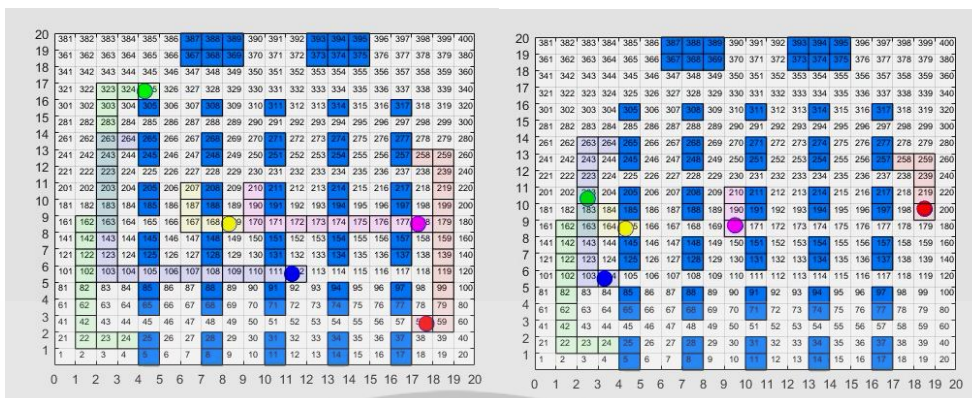 20 381 382 383 384 385 386 387 388 389 390 391 392 393 394 395 396 397 398 399 400
19 361 362 363 364 365 366 367 368 369 370 371 372 373 374 375 376 377 378 379 380
18 341 342 343 344 345 346 347 348 349 350 351 352 353 354 355 356 357 358 359 360
17 321 322 323 324 326 327 328 329 330 331 332 333 334 335 336 337 338 339 340
16 301 302 303 304 305 306 307 308 309 310 311 312 313 314 315 316 317 318 319 320
15 281 282 283 284 285 286 287 288 289 290 291 292 293 294 295 296 297 298 299 300
14 261 262 263 264 265 266 267 268 269 270 271 272 273 274 275 276 277 278 279 280
13 241 242 243 244 245 246 247 248 249 250 251 252 253 254 255 256 257 258 259 260
12 221 222 223 224 225 226 227 228 229 230 231 232 233 234 235 236 237 238 239 240
11 201 202 203 204 205 206 207 208 209 210 211 212 213 214 215 216 217 218 219 220
10 181 182 183 184 185 186 187 188 189 190 191 192 193 194 195 196 197 198 199 200
9 161 162 163 164 165 166 167 168 170 171 172 173 174 175 176 177 179 180
8 141 142 143 144 145 146 147 148 149 150 151 152 153 154 155 156 157 158 159 160
7 121 122 123 124 125 126 127 128 129 130 131 132 133 134 135 136 137 138 139 140
6 101 102 103 104 105 106 107 108 109 110 111 113 114 115 116 117 118 119 120
5 81 82 83 84 85 86 87 88 89 90 91 92 93 94 95 96 97 98 99 100
4 61 62 63 64 65 66 67 68 69 70 71 72 73 74 75 76 77 78 79 80
3 41 42 43 44 45 46 47 48 49 50 51 52 53 54 55 56 57 59 60
2 21 22 23 24 25 26 27 28 29 30 31 32 33 34 35 36 37 38 39 40
1 1 2 3 4 5 6 7 8 9 10 11 12 13 14 15 16 17 18 19 20
0 1 2 3 4 5 6 7 8 9 10 11 12 13 14 15 16 17 18 19 20
20 381 382 383 384 385 386 387 388 389 390 391 392 393 394 395 396 397 398 399 400
19 361 362 363 364 365 366 367 368 369 370 371 372 373 374 375 376 377 378 379 380
18 341 342 343 344 345 346 347 348 349 350 351 352 353 354 355 356 357 358 359 360
17 321 322 323 324 325 326 327 328 329 330 331 332 333 334 335 336 337 338 339 340
16 301 302 303 304 305 306 307 308 309 310 311 312 313 314 315 316 317 318 319 320
15 281 282 283 284 285 286 287 288 289 290 291 292 293 294 295 296 297 298 299 300
14 261 262 263 264 265 266 267 268 269 270 271 272 273 274 275 276 277 278 279 280
13 241 242 243 244 245 246 247 248 249 250 251 252 253 254 255 256 257 258 259 260
12 221 222 223 224 225 226 227 228 229 230 231 232 233 234 235 236 237 238 239 240
11 201 202 204 205 206 207 208 209 210 211 212 213 214 215 216 217 218 219 220
10 181 182 183 184 185 186 187 188 189 190 191 192 193 194 195 196 197 198 200
9 161 162 163 164 166 167 168 169 171 172 173 174 175 176 177 178 179 180
8 141 142 143 144 145 146 147 148 149 150 151 152 153 154 155 156 157 158 159 160
7 121 122 123 124 125 126 127 128 129 130 131 132 133 134 135 136 137 138 139 140
6 101 102 103 105 106 107 108 109 110 111 112 113 114 115 116 117 118 119 120
5 81 82 83 84 85 86 87 88 89 90 91 92 93 94 95 96 97 98 99 100
4 61 62 63 64 65 66 67 68 69 70 71 72 73 74 75 76 77 78 79 80
3 41 42 43 44 45 46 47 48 49 50 51 52 53 54 55 56 57 58 59 60
2 21 22 23 24 25 26 27 28 29 30 31 32 33 34 35 36 37 38 39 40
1 1 2 3 4 5 6 7 8 9 10 11 12 13 14 15 16 17 18 19 20
0 1 2 3 4 5 6 7 8 9 10 11 12 13 14 15 16 17 18 19 20